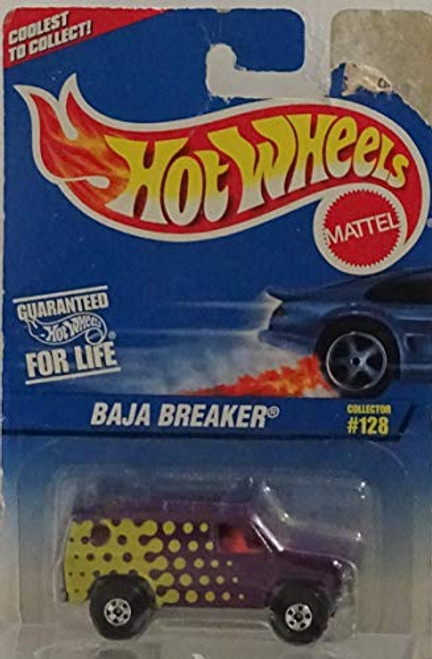 COOLEST
TO COLLECT!
HOT WHEELS
MATTEL
®
GUARANTEED
HOT WHEELS ®
FOR LIFE
BAJA BREAKER®
COLLECTOR
#128